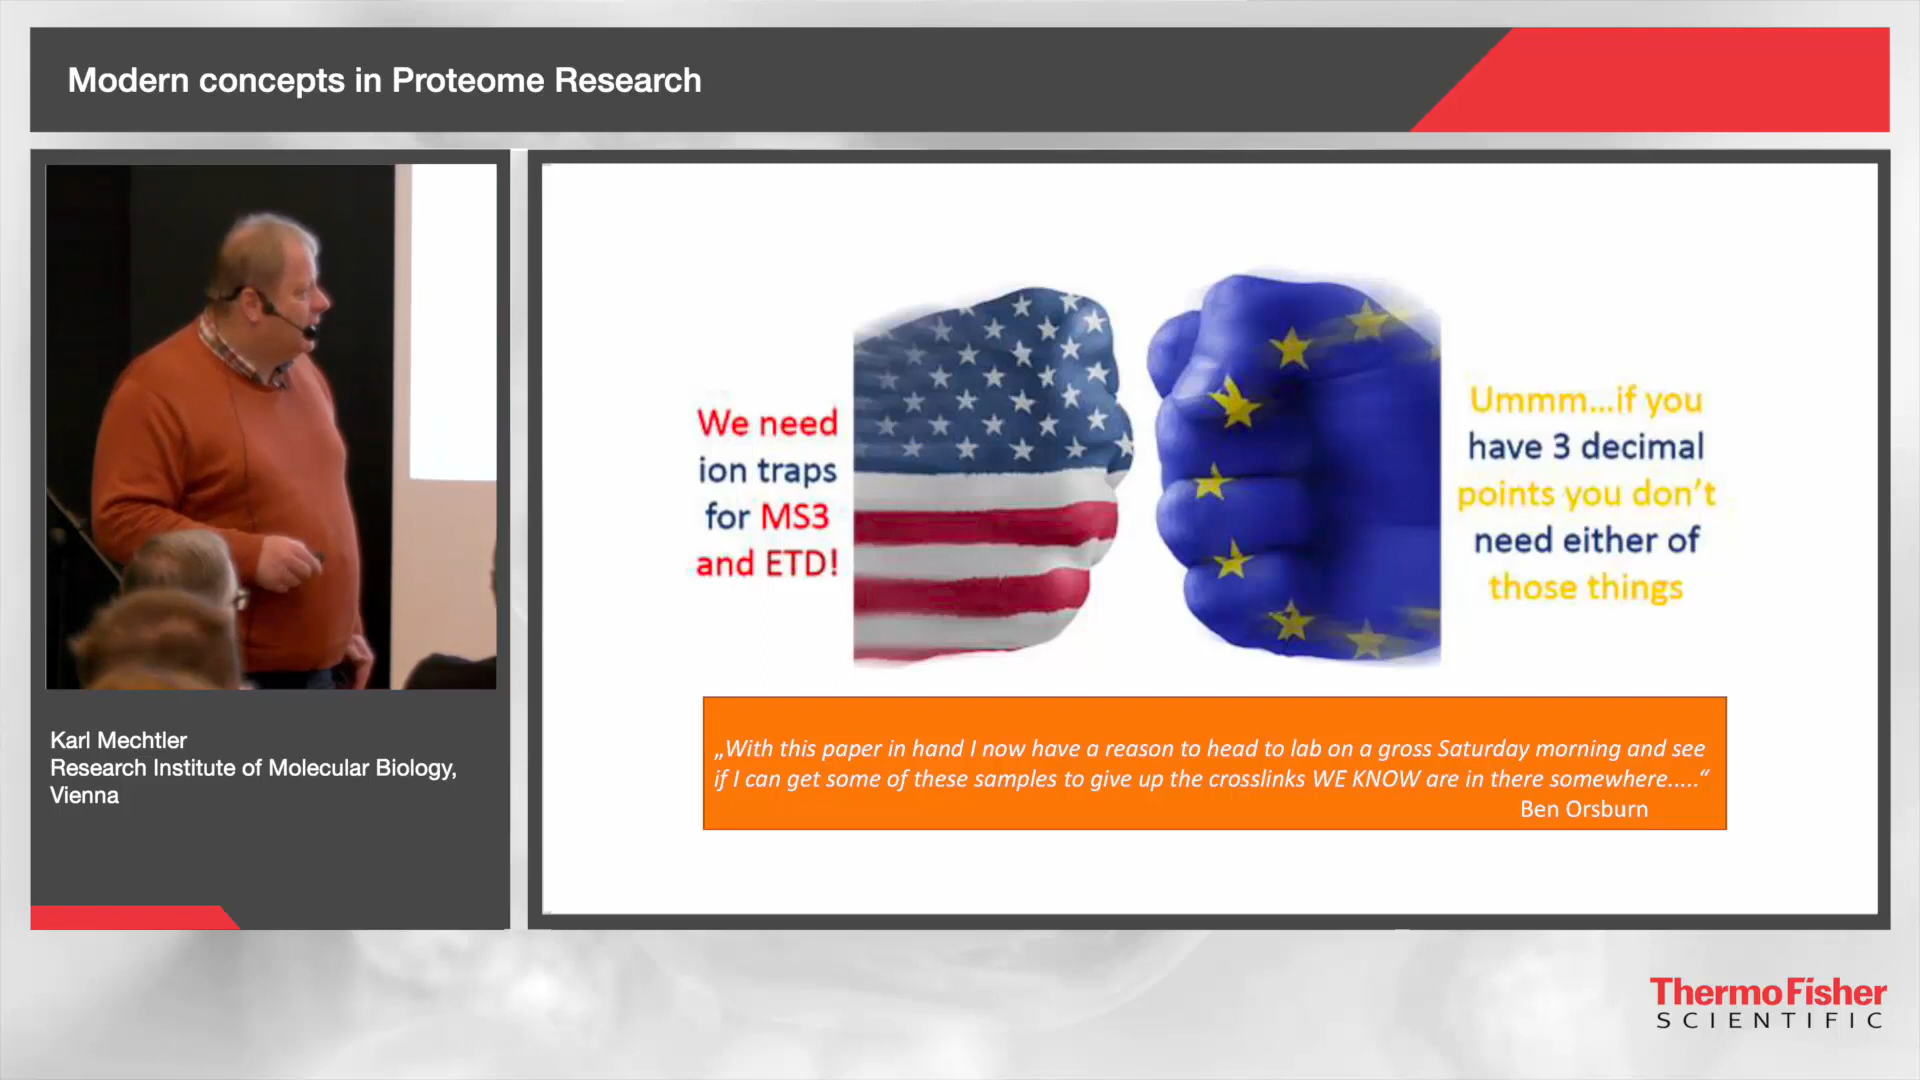 Modern concepts in Proteome Research
Karl Mechtler
Research Institute of Molecular Biology,
Vienna
We need
ion traps
for MS3
and ETD!
Ummm...if you
have 3 decimal
points you don't
need either of
those things
„With this paper in hand I now have a reason to head to lab on a gross Saturday morning and see
if I can get some of these samples to give up the crosslinks WE KNOW are in there somewhere.....“
Ben Orsburn
ThermoFisher
SCIENTIFIC